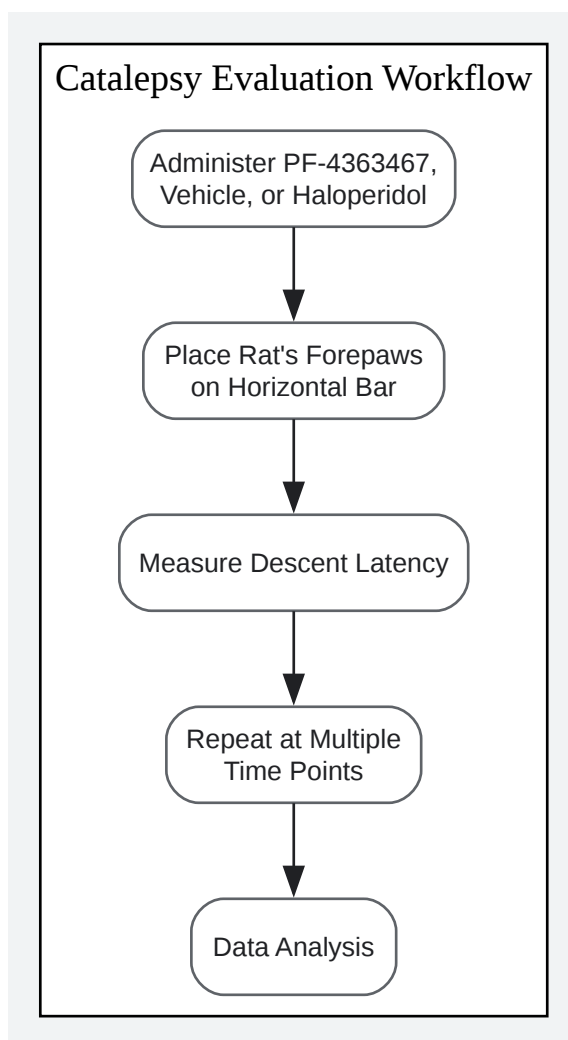 Catalepsy Evaluation Workflow
Administer PF-4363467,
Vehicle, or Haloperidol
Place Rat's Forepaws
on Horizontal Bar
Measure Descent Latency
Repeat at Multiple
Time Points
Data Analysis